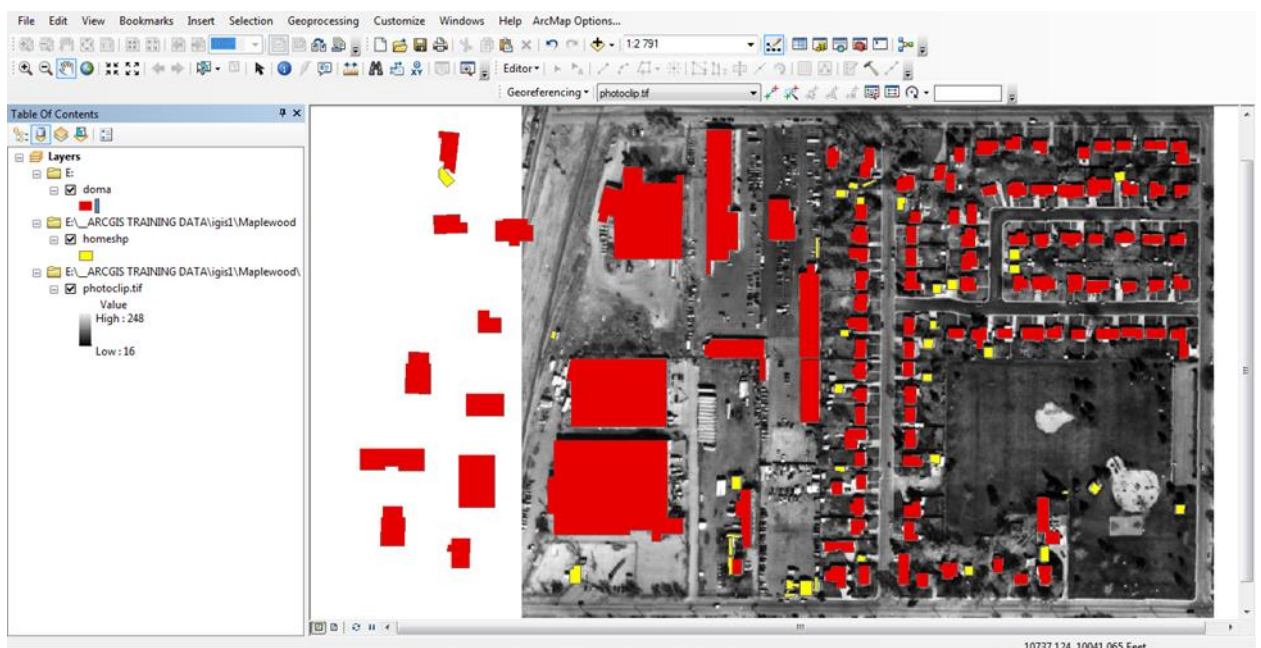 File Edit View Bookmarks Insert Selection Geoprocessing Customize Windows Help ArcMap Options...
1:2 791
Editor
Georeferencing photoclip.tif
Table Of Contents
Layers
E:
doma
E:\_ARCGIS TRAINING DATA\igis1\Maplewood
homeshp
E:\_ARCGIS TRAINING DATA\igis1\Maplewood\
photoclip.tif
Value
High : 248
Low : 16
10737,124 10041,065 Feet